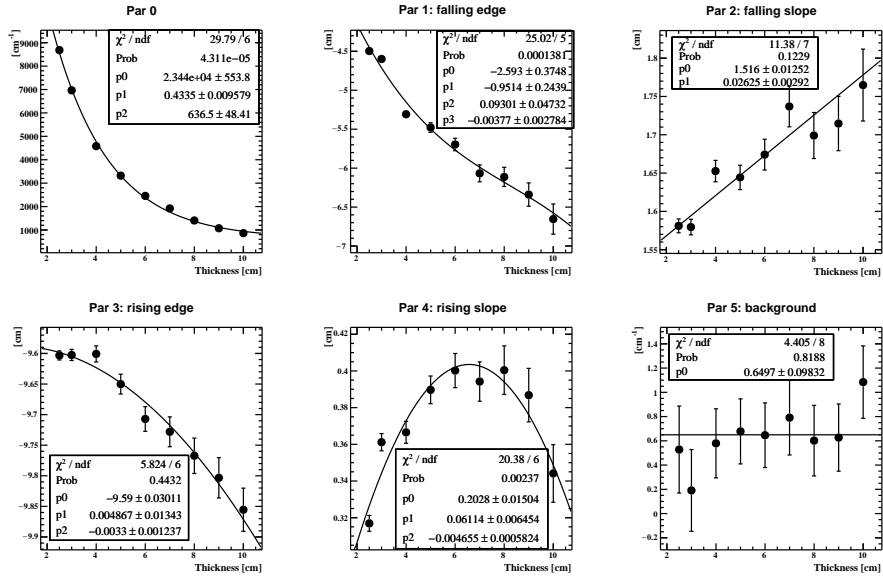 Par 0
[cm⁻¹]
χ² / ndf 29.79 / 6
Prob 4.311e−05
p0 2.344e+04 ± 553.8
p1 0.4335 ± 0.009579
p2 636.5 ± 48.41
9000
8000
7000
6000
5000
4000
3000
2000
1000
2 4 6 8 10
Thickness [cm]
Par 1: falling edge
[cm]
χ² / ndf 25.02 / 5
Prob 0.0001381
p0 −2.593 ± 0.3748
p1 −0.9514 ± 0.2439
p2 0.09301 ± 0.04732
p3 −0.00377 ± 0.002784
−4.5
−5
−5.5
−6
−6.5
−7
2 4 6 8 10
Thickness [cm]
Par 2: falling slope
[cm]
χ² / ndf 11.38 / 7
Prob 0.1229
p0 1.516 ± 0.01252
p1 0.02625 ± 0.00292
1.8
1.75
1.7
1.65
1.6
1.55
2 4 6 8 10
Thickness [cm]
Par 3: rising edge
[cm]
−9.6
−9.65
−9.7
−9.75
−9.8
−9.85
−9.9
χ² / ndf 5.824 / 6
Prob 0.4432
p0 −9.59 ± 0.03011
p1 0.004867 ± 0.01343
p2 −0.0033 ± 0.001237
2 4 6 8 10
Thickness [cm]
Par 4: rising slope
[cm]
0.42
0.4
0.38
0.36
0.34
0.32
χ² / ndf 20.38 / 6
Prob 0.00237
p0 0.2028 ± 0.01504
p1 0.06114 ± 0.006454
p2 −0.004655 ± 0.0005824
2 4 6 8 10
Thickness [cm]
Par 5: background
[cm⁻¹]
χ² / ndf 4.405 / 8
Prob 0.8188
p0 0.6497 ± 0.09832
1.4
1.2
1
0.8
0.6
0.4
0.2
0
−0.2
2 4 6 8 10
Thickness [cm]